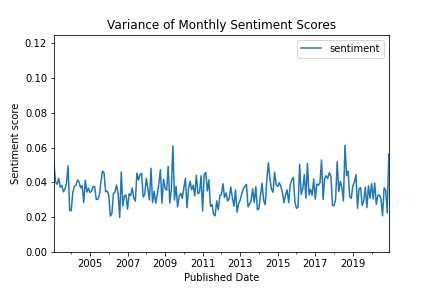 Variance of Monthly Sentiment Scores
sentiment
Sentiment score
0.12
0.10
0.08
0.06
0.04
0.02
0.00
2005 2007 2009 2011 2013 2015 2017 2019
Published Date